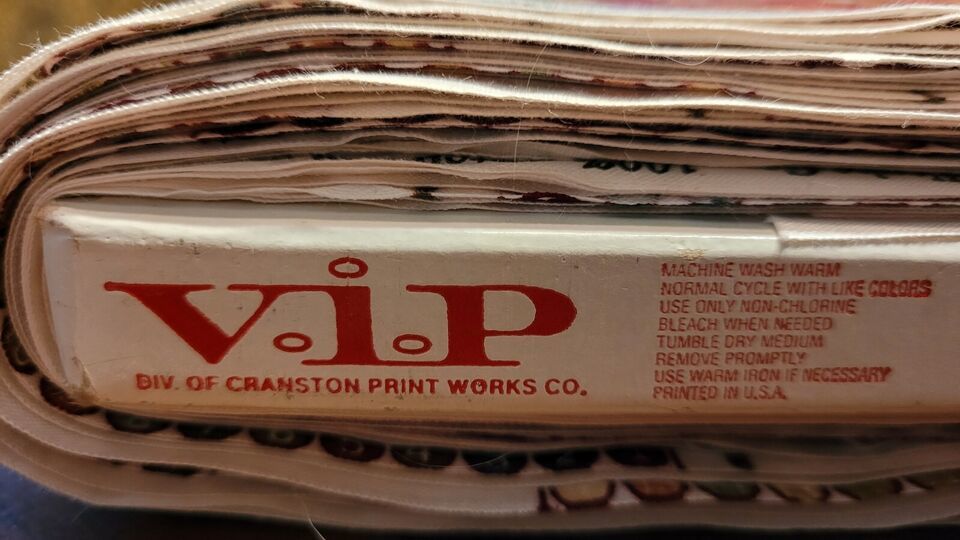 V.i.P
DIV. OF CRANSTON PRINT WORKS CO.
MACHINE WASH WARM
NORMAL CYCLE WITH LIKE COLORS
USE ONLY NON-CHLORINE
BLEACH WHEN NEEDED
TUMBLE DRY MEDIUM
REMOVE PROMPTLY
USE WARM IRON IF NECESSARY
PRINTED IN U.S.A.